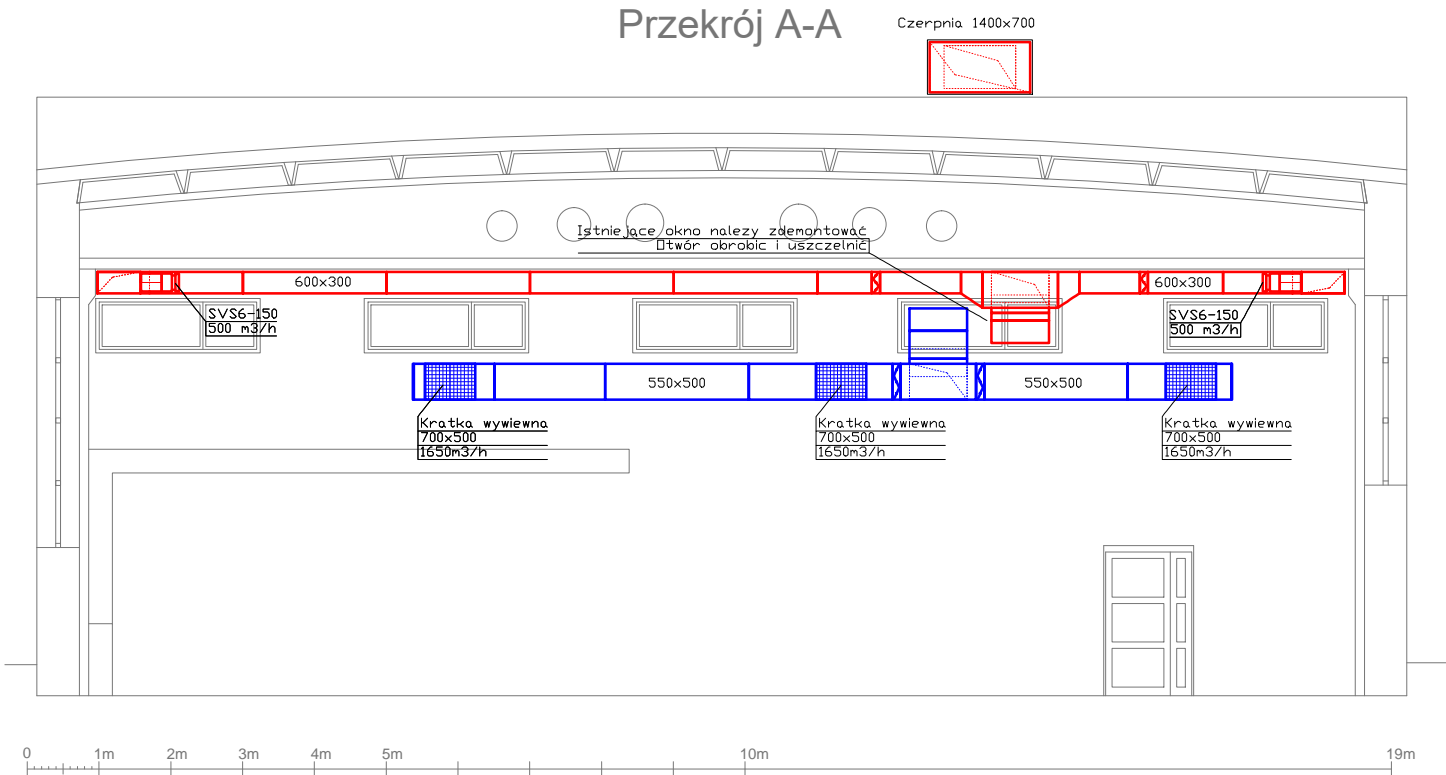 Przekrój A-A
Czerpnia 1400x700
Istniejące okno nalezy zdemontować
Otwór obrobic i uszczelnić
600x300
600x300
SVS6-150
500 m3/h
SVS6-150
500 m3/h
550x500
550x500
Kratka wywiewna
700x500
1650m3/h
Kratka wywiewna
700x500
1650m3/h
Kratka wywiewna
700x500
1650m3/h
0 1m 2m 3m 4m 5m 10m 19m